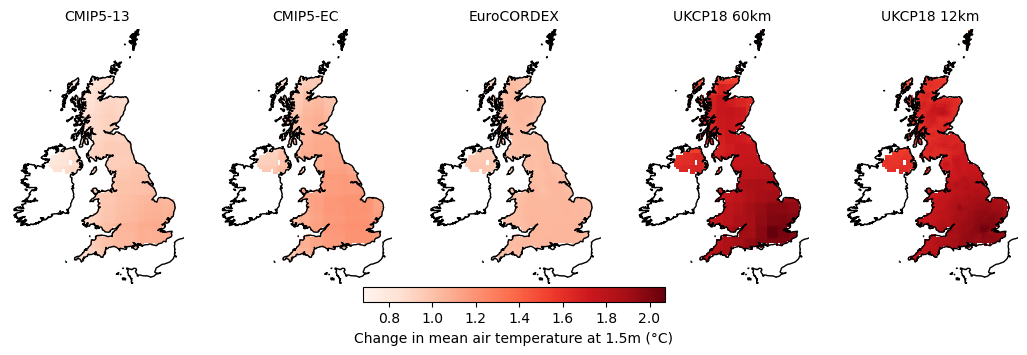 CMIP5-13 CMIP5-EC EuroCORDEX UKCP18 60km UKCP18 12km
0.8 1.0 1.2 1.4 1.6 1.8 2.0
Change in mean air temperature at 1.5m (°C)